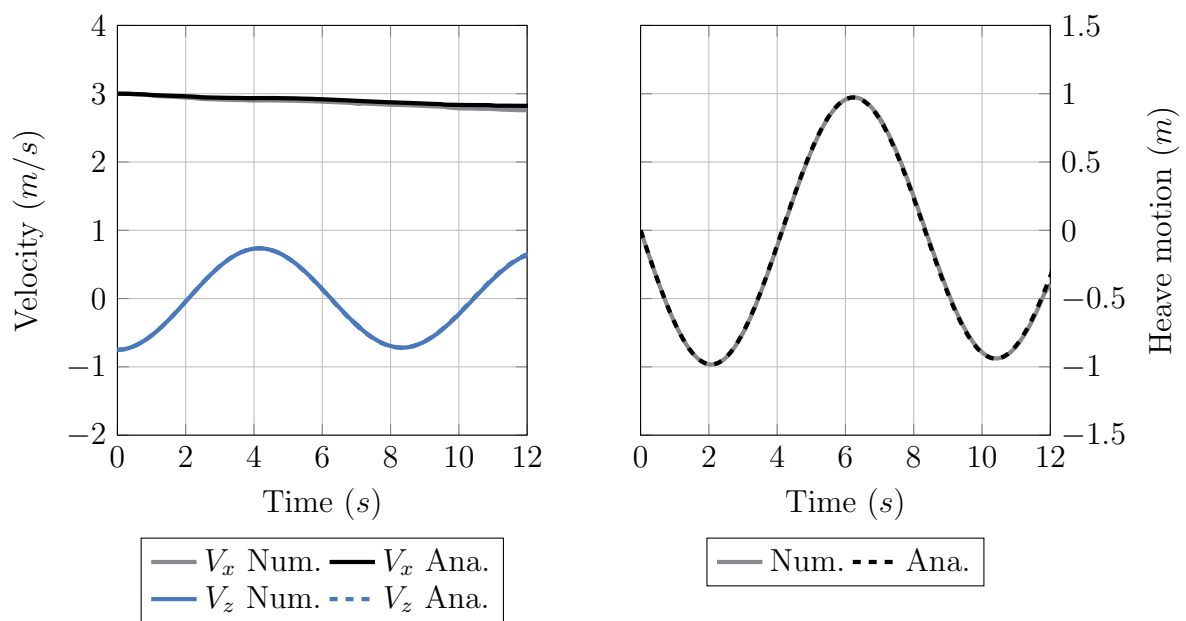 4
3
2
1
0
−1
−2
Velocity (m/s)
0 2 4 6 8 10 12
Time (s)
V_x Num. V_x Ana.
V_z Num. V_z Ana.
1.5
1
0.5
0
−0.5
−1
−1.5
Heave motion (m)
0 2 4 6 8 10 12
Time (s)
Num. Ana.